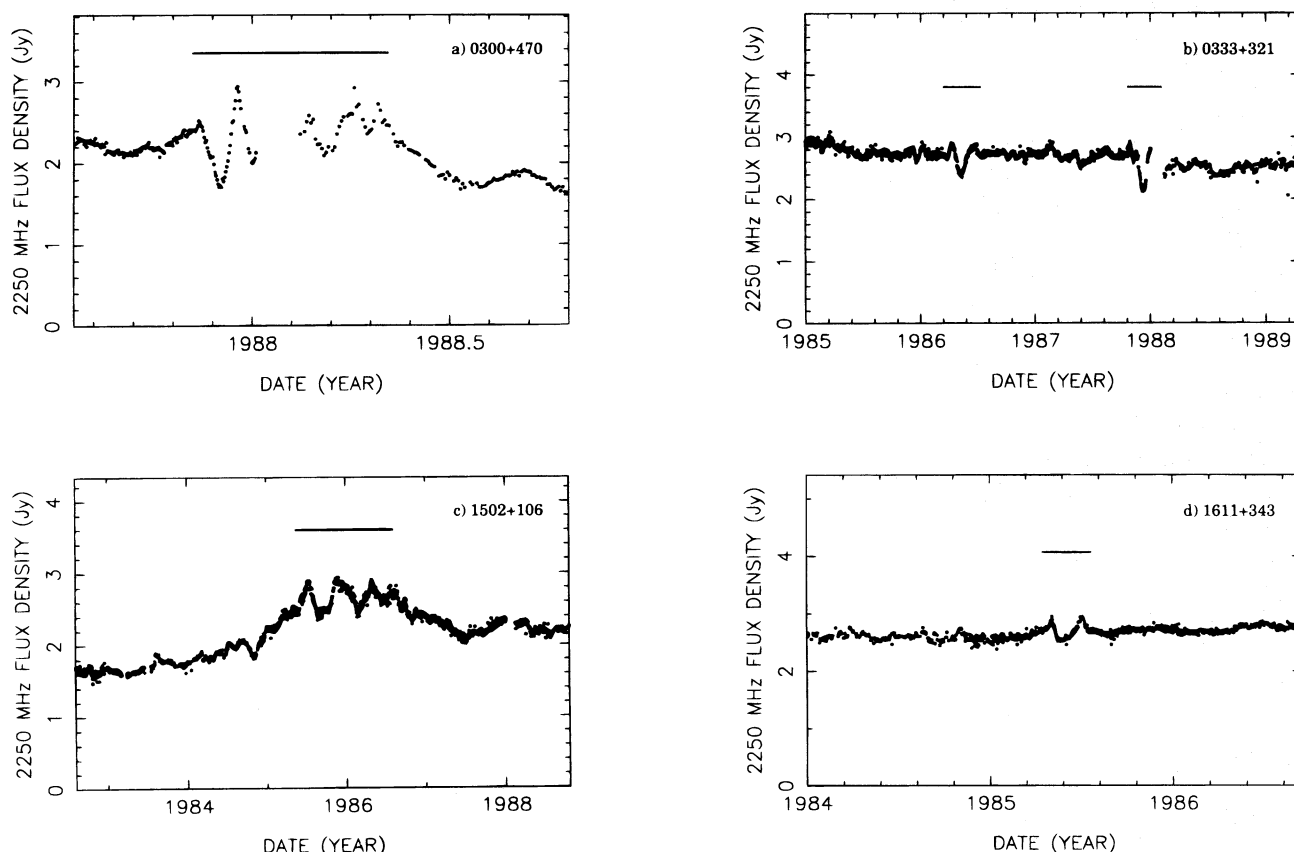 a) 0300+470
2250 MHz FLUX DENSITY (Jy)
3
2
1
0
1988
1988.5
DATE (YEAR)
b) 0333+321
2250 MHz FLUX DENSITY (Jy)
4
3
2
1
0
1985
1986
1987
1988
1989
DATE (YEAR)
c) 1502+106
2250 MHz FLUX DENSITY (Jy)
4
3
2
1
0
1984
1986
1988
DATE (YEAR)
d) 1611+343
2250 MHz FLUX DENSITY (Jy)
4
2
0
1984
1985
1986
DATE (YEAR)